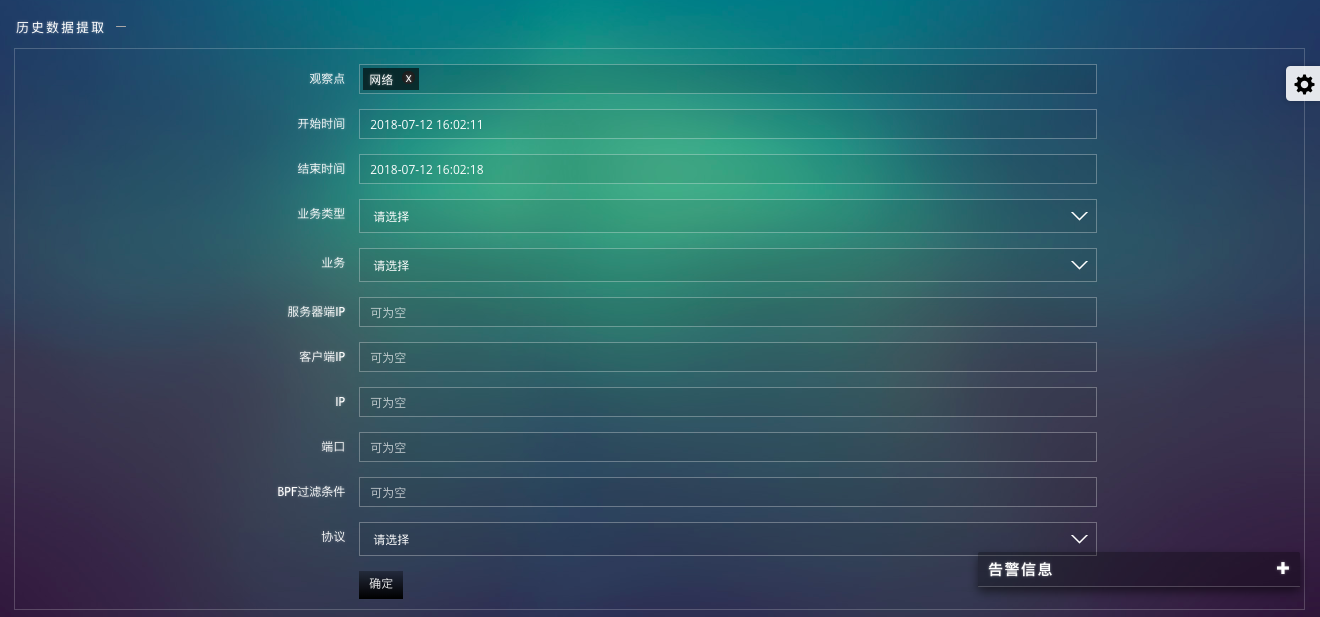 历史数据提取 —
观察点 网络 x
开始时间 2018-07-12 16:02:11
结束时间 2018-07-12 16:02:18
业务类型 请选择
业务 请选择
服务器端IP 可为空
客户端IP 可为空
IP 可为空
端口 可为空
BPF过滤条件 可为空
协议 请选择
确定
告警信息 +